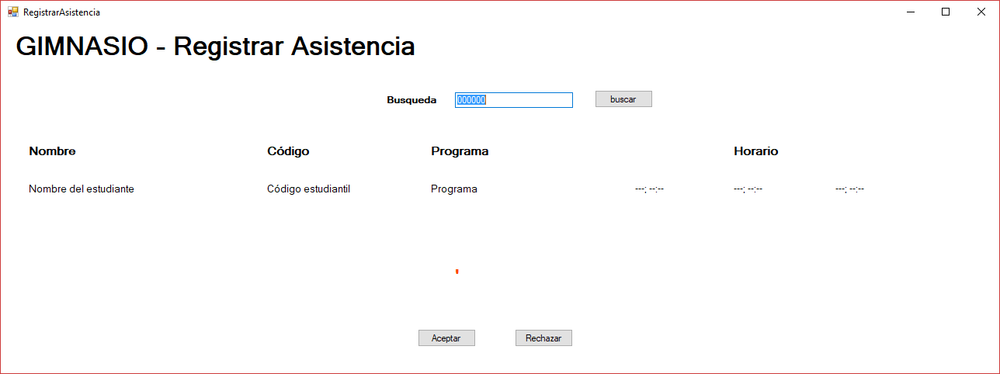 RegistrarAsistencia
GIMNASIO - Registrar Asistencia
Busqueda 000000 buscar
Nombre Código Programa Horario
Nombre del estudiante Código estudiantil Programa ---; --:-- ---; --:-- ---; --:--
'
Aceptar Rechazar